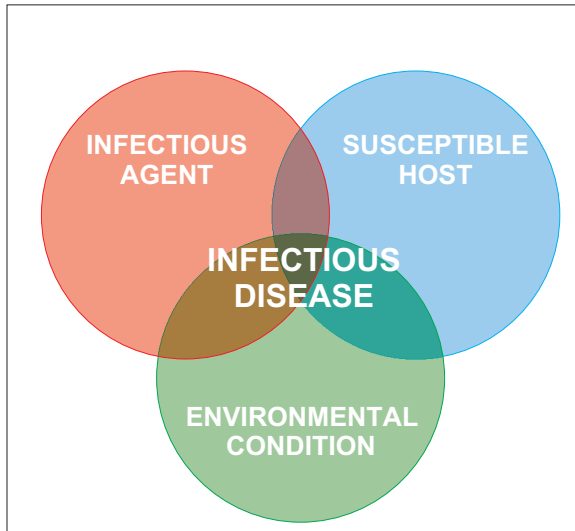 INFECTIOUS
AGENT
SUSCEPTIBLE
HOST
INFECTIOUS
DISEASE
ENVIRONMENTAL
CONDITION